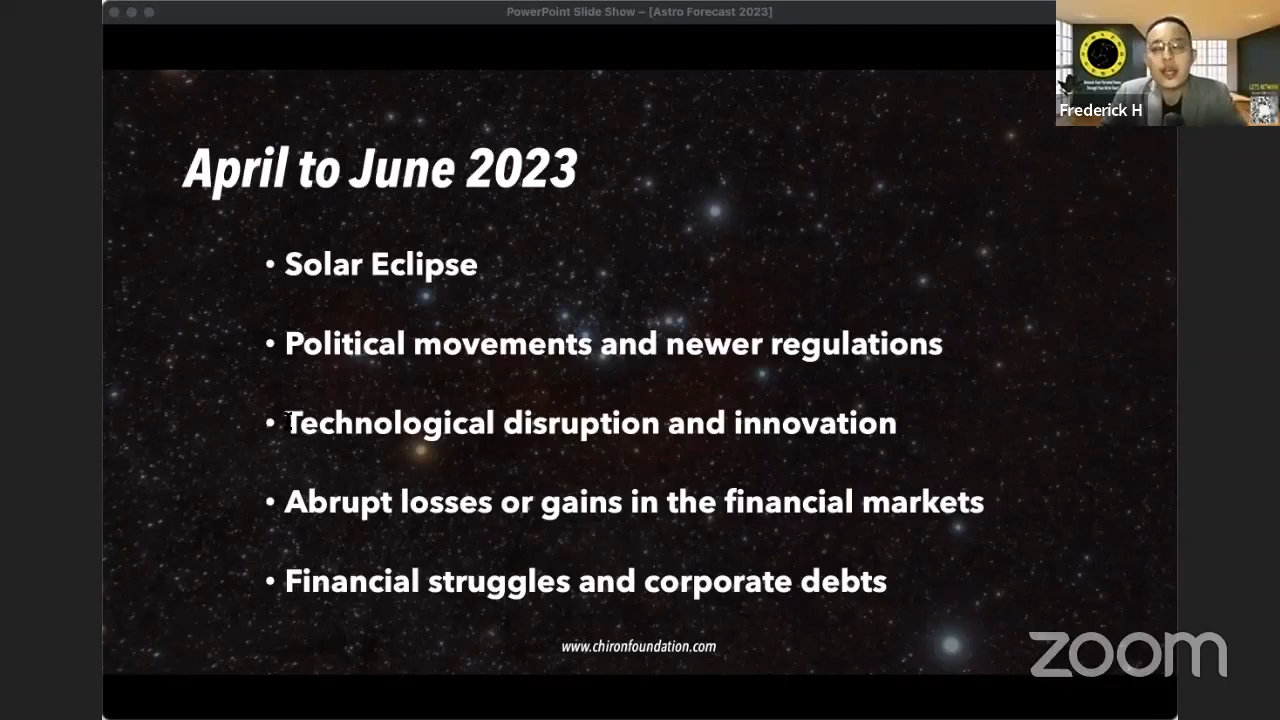 PowerPoint Slide Show – [Astro Forecast 2023]
Frederick H
April to June 2023
• Solar Eclipse
• Political movements and newer regulations
• Technological disruption and innovation
• Abrupt losses or gains in the financial markets
• Financial struggles and corporate debts
www.chironfoundation.com
zoom